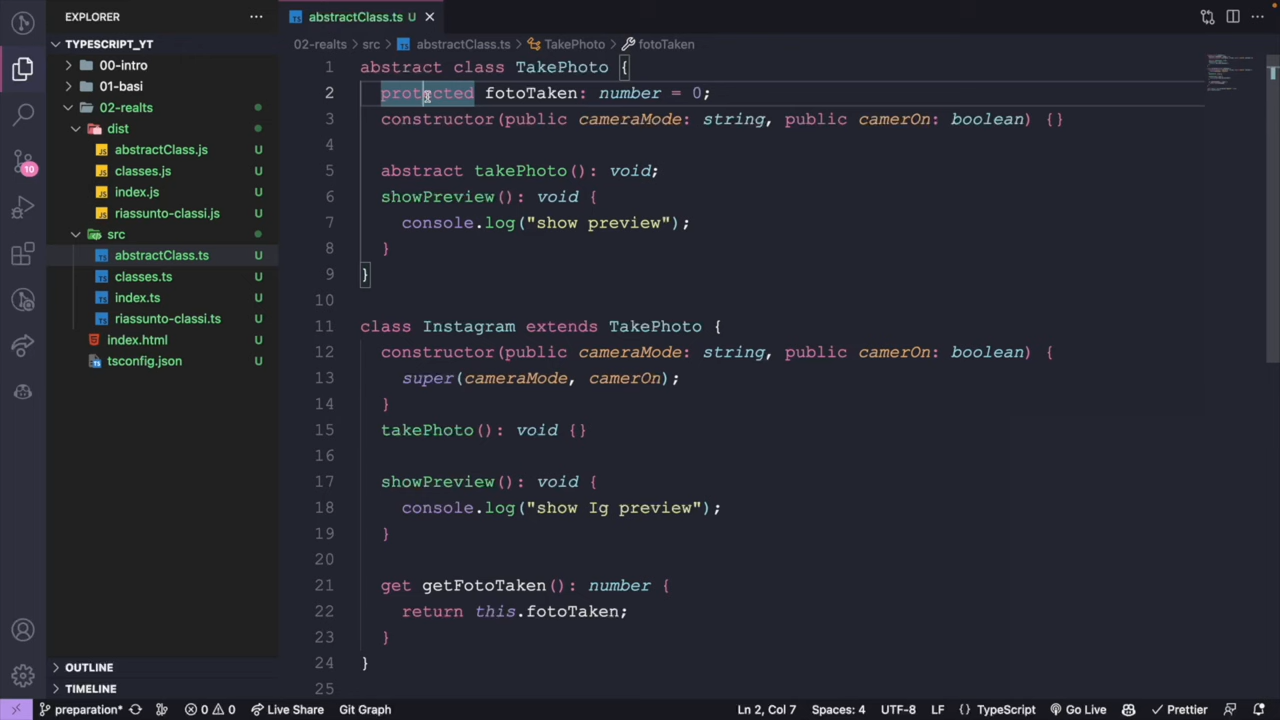 EXPLORER
TYPESCRIPT_YT
00-intro
01-basi
02-realts
dist
abstractClass.js
classes.js
index.js
riassunto-classi.js
src
abstractClass.ts U
classes.ts U
index.ts U
riassunto-classi.ts U
index.html
tsconfig.json
OUTLINE
TIMELINE
10
abstractClass.ts U
02-realts > src > abstractClass.ts > TakePhoto > fotoTaken
1 abstract class TakePhoto {
2 protected fotoTaken: number = 0;
3 constructor(public cameraMode: string, public camerOn: boolean) {}
4
5 abstract takePhoto(): void;
6 showPreview(): void {
7 console.log("show preview");
8 }
9 }
10
11 class Instagram extends TakePhoto {
12 constructor(public cameraMode: string, public camerOn: boolean) {
13 super(cameraMode, camerOn);
14 }
15 takePhoto(): void {}
16
17 showPreview(): void {
18 console.log("show Ig preview");
19 }
20
21 get getFotoTaken(): number {
22 return this.fotoTaken;
23 }
24 }
25
preparation* 0 0 Live Share Git Graph Ln 2, Col 7 Spaces: 4 UTF-8 LF {} TypeScript Go Live Prettier